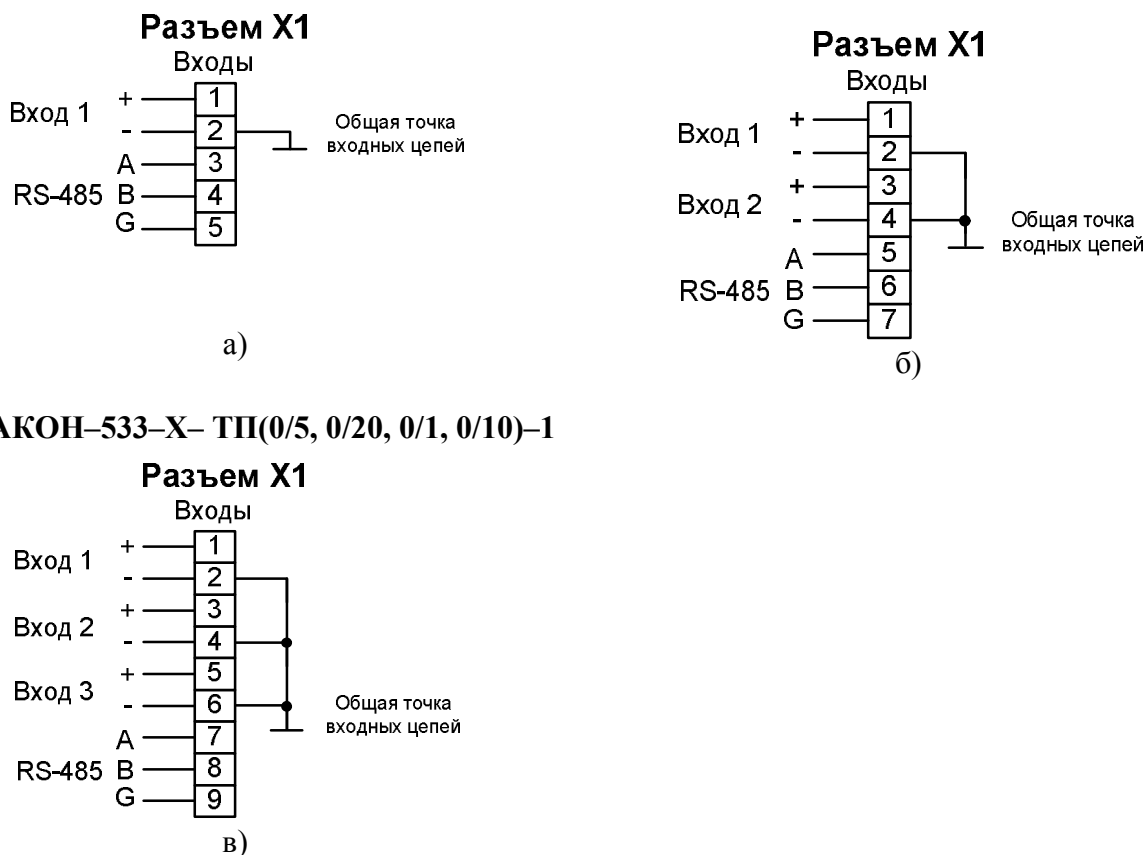 Разъем X1
Входы
Вход 1
+
-
RS-485
A
B
G
1
2
3
4
5
Общая точка
входных цепей
а)
Разъем X1
Входы
Вход 1
+
-
Вход 2
+
-
RS-485
A
B
G
1
2
3
4
5
6
7
Общая точка
входных цепей
б)
АКОН–533–Х– ТП(0/5, 0/20, 0/1, 0/10)–1
Разъем X1
Входы
Вход 1
+
-
Вход 2
+
-
Вход 3
+
-
RS-485
A
B
G
1
2
3
4
5
6
7
8
9
Общая точка
входных цепей
в)